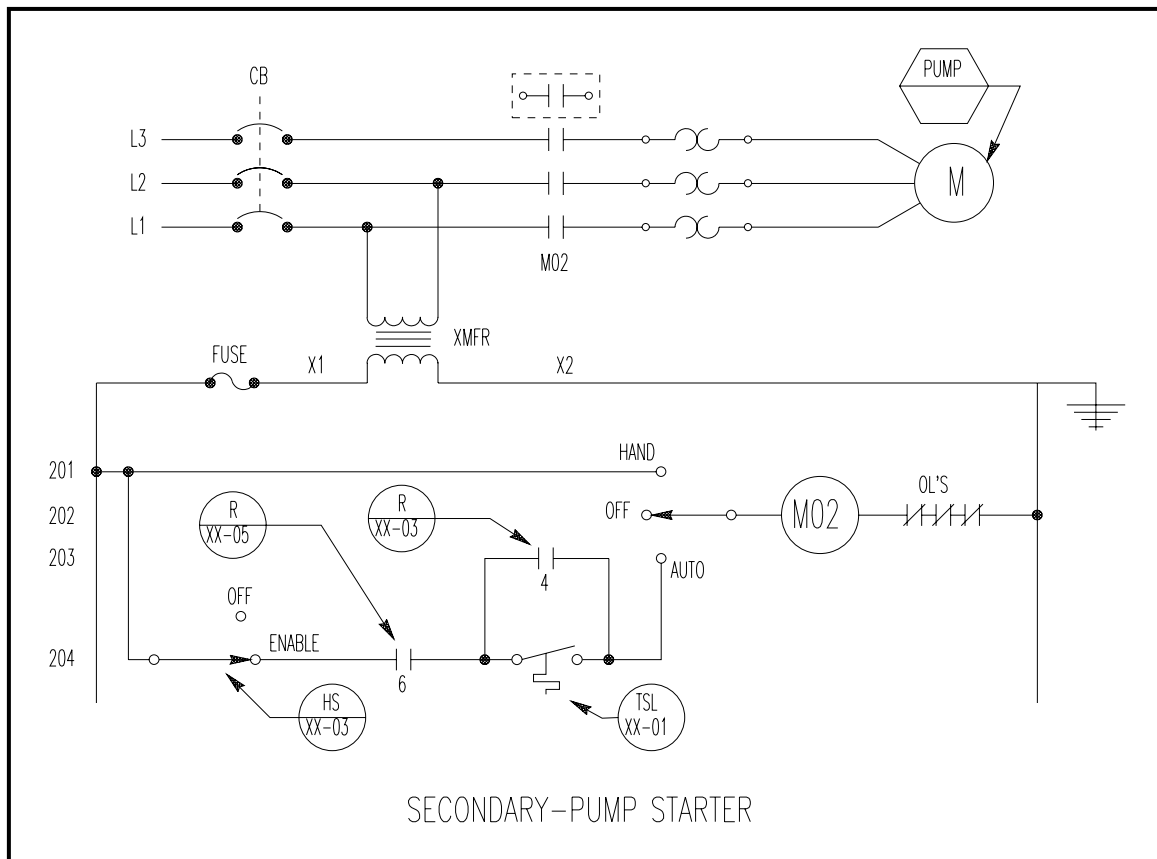 CB
PUMP
L3
L2
M
L1
M02
XMFR
FUSE
X1
X2
201
HAND
202
R
XX-05
R
XX-03
OFF
M02
OL'S
203
4
AUTO
OFF
204
ENABLE
6
HS
XX-03
TSL
XX-01
SECONDARY-PUMP STARTER